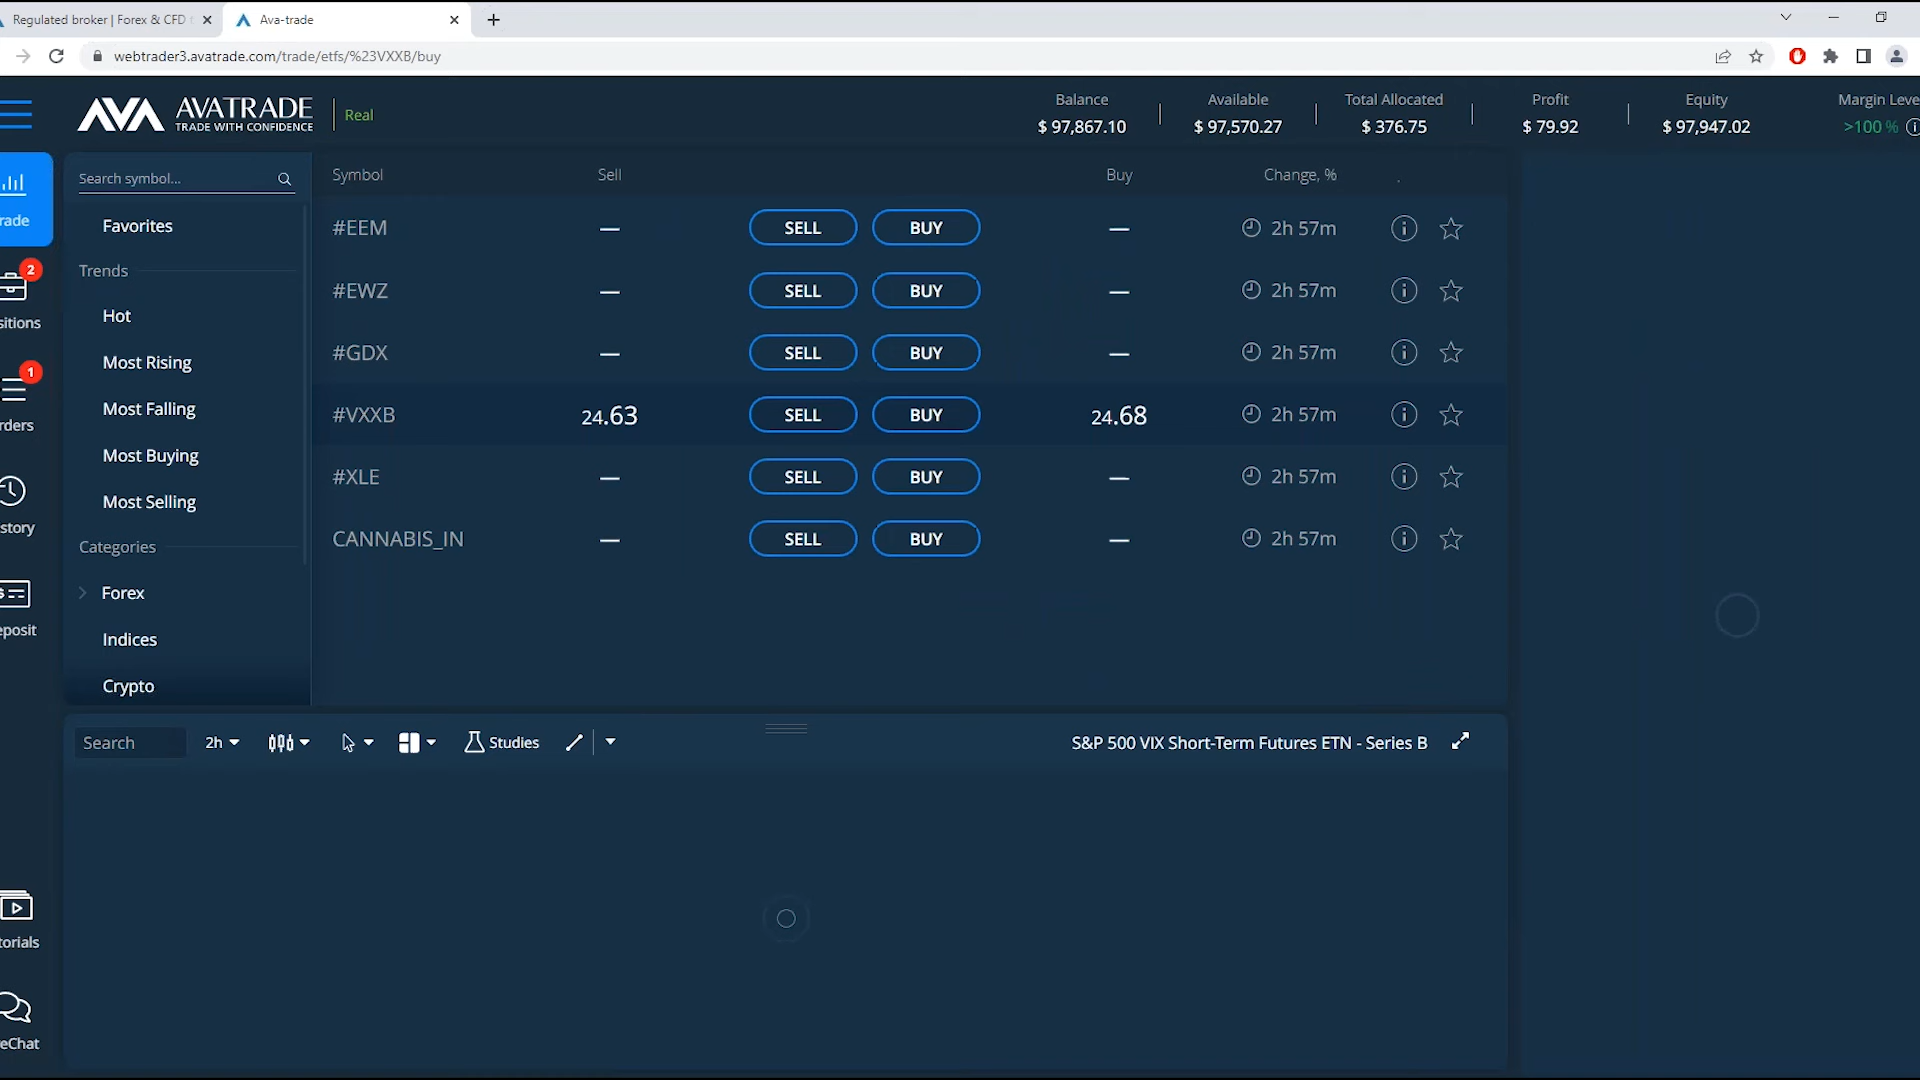 Regulated broker | Forex & CFD
Ava-trade
webtrader3.avatrade.com/trade/etfs/%23VXXB/buy
AVA AVATRADE
TRADE WITH CONFIDENCE
Real
Balance
$ 97,867.10
Available
$ 97,570.27
Total Allocated
$ 376.75
Profit
$ 79.92
Equity
$ 97,947.02
Margin Leve
>100 %
rade
2
sitions
1
rders
story
eposit
torials
eChat
Search symbol...
Favorites
Trends
Hot
Most Rising
Most Falling
Most Buying
Most Selling
Categories
Forex
Indices
Crypto
Symbol Sell Buy Change, %
#EEM — SELL BUY — 2h 57m
#EWZ — SELL BUY — 2h 57m
#GDX — SELL BUY — 2h 57m
#VXXB 24.63 SELL BUY 24.68 2h 57m
#XLE — SELL BUY — 2h 57m
CANNABIS_IN — SELL BUY — 2h 57m
Search 2h Studies S&P 500 VIX Short-Term Futures ETN - Series B